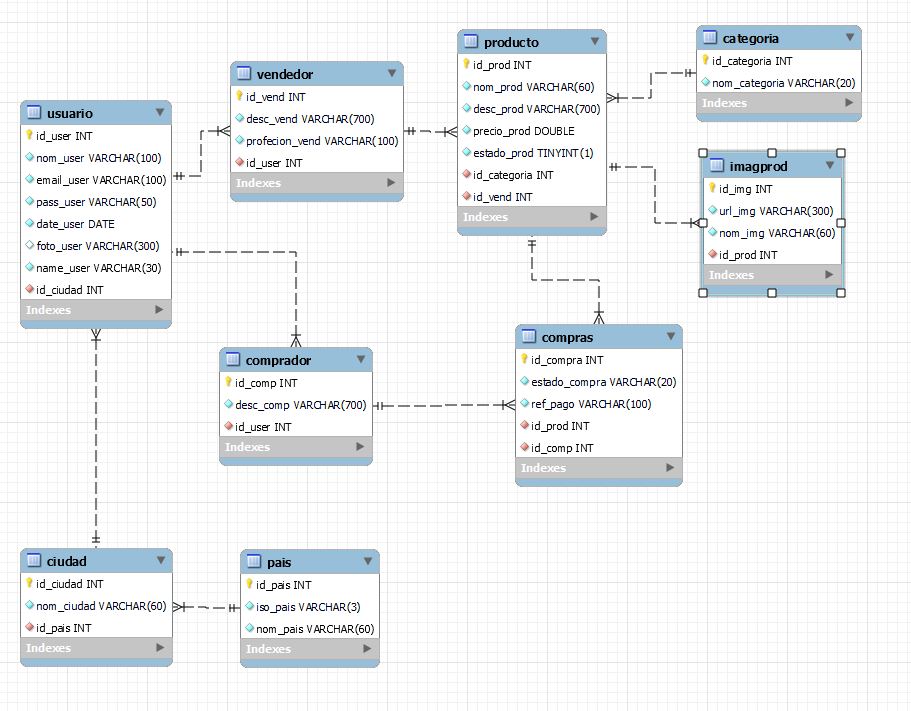 usuario
id_user INT
nom_user VARCHAR(100)
email_user VARCHAR(100)
pass_user VARCHAR(50)
date_user DATE
foto_user VARCHAR(300)
name_user VARCHAR(30)
id_ciudad INT
Indexes
vendedor
id_vend INT
desc_vend VARCHAR(700)
profecion_vend VARCHAR(100)
id_user INT
Indexes
producto
id_prod INT
nom_prod VARCHAR(60)
desc_prod VARCHAR(700)
precio_prod DOUBLE
estado_prod TINYINT(1)
id_categoria INT
id_vend INT
Indexes
categoria
id_categoria INT
nom_categoria VARCHAR(20)
Indexes
imagprod
id_img INT
url_img VARCHAR(300)
nom_img VARCHAR(60)
id_prod INT
Indexes
comprador
id_comp INT
desc_comp VARCHAR(700)
id_user INT
Indexes
compras
id_compra INT
estado_compra VARCHAR(20)
ref_pago VARCHAR(100)
id_prod INT
id_comp INT
Indexes
ciudad
id_ciudad INT
nom_ciudad VARCHAR(60)
id_pais INT
Indexes
pais
id_pais INT
iso_pais VARCHAR(3)
nom_pais VARCHAR(60)
Indexes